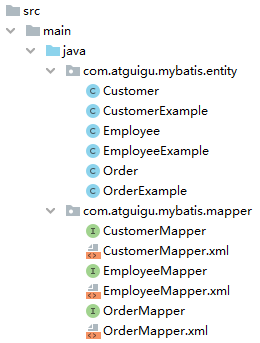 src
main
java
com.atguigu.mybatis.entity
Customer
CustomerExample
Employee
EmployeeExample
Order
OrderExample
com.atguigu.mybatis.mapper
CustomerMapper
CustomerMapper.xml
EmployeeMapper
EmployeeMapper.xml
OrderMapper
OrderMapper.xml